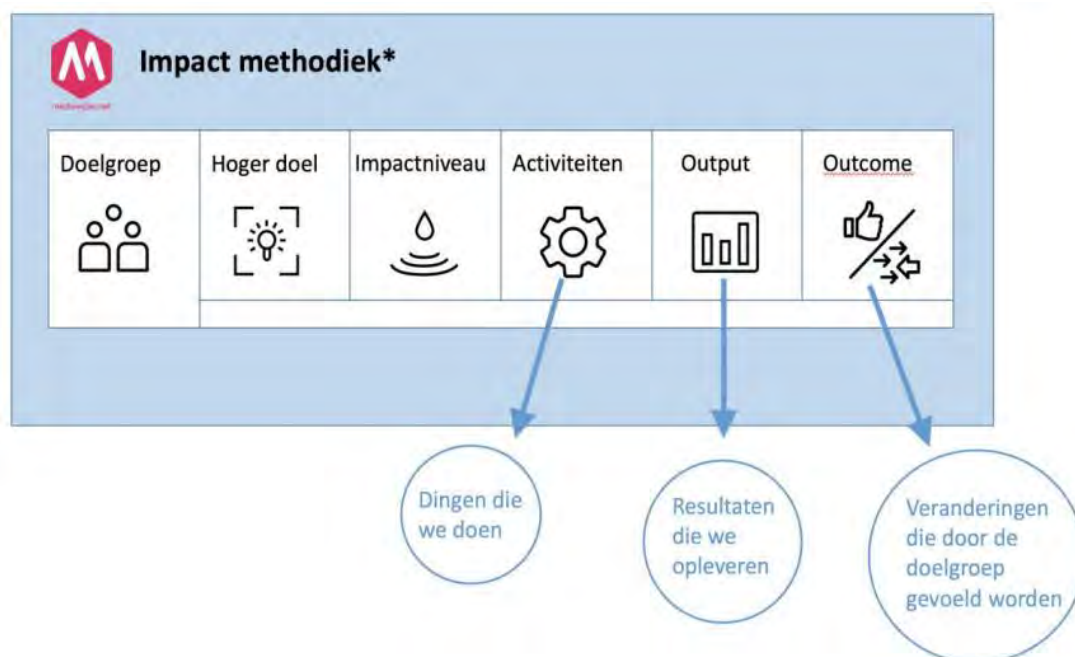 Impact methodiek*
Doelgroep
Hoger doel
Impactniveau
Activiteiten
Output
Outcome
Dingen die
we doen
Resultaten
die we
opleveren
Veranderingen
die door de
doelgroep
gevoeld worden